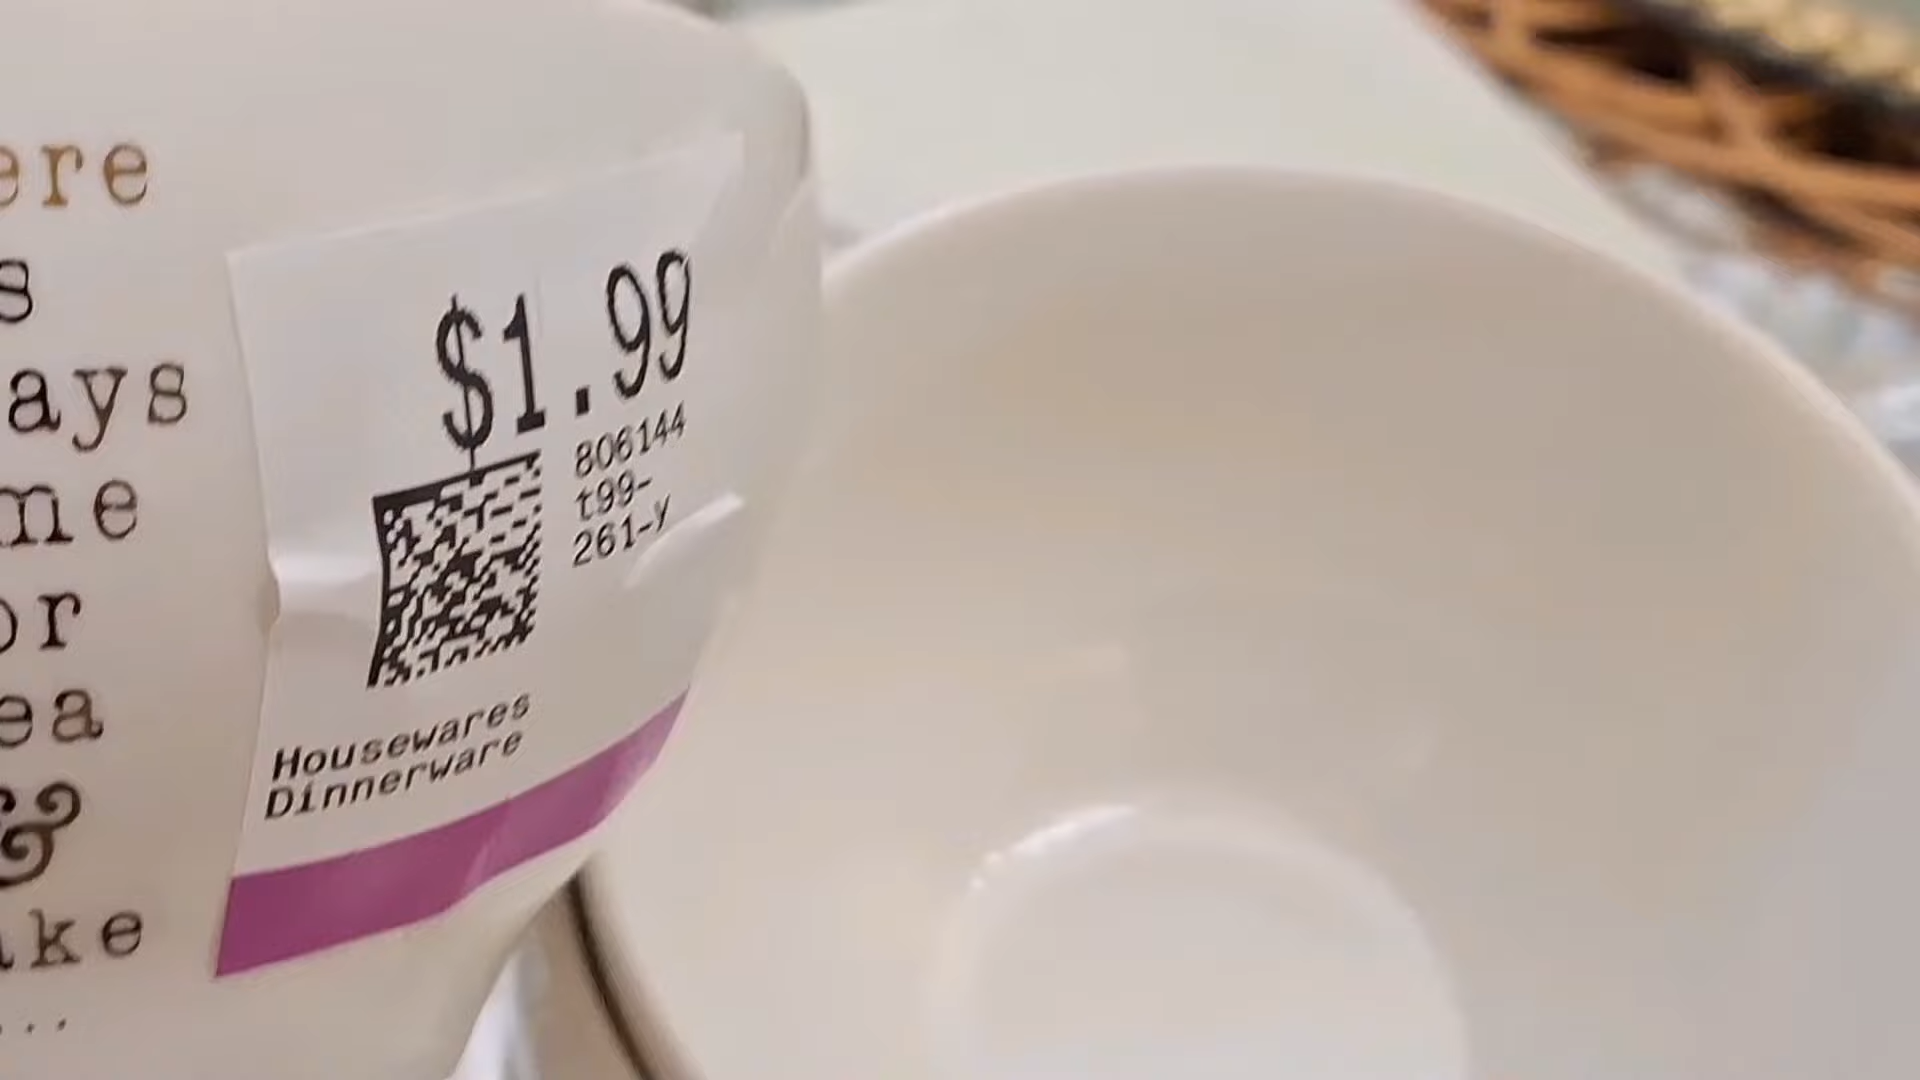 ere
s
ays
me
or
ea
&
ake
...
$1.99
806144
t99-
261-y
Housewares
Dinnerware